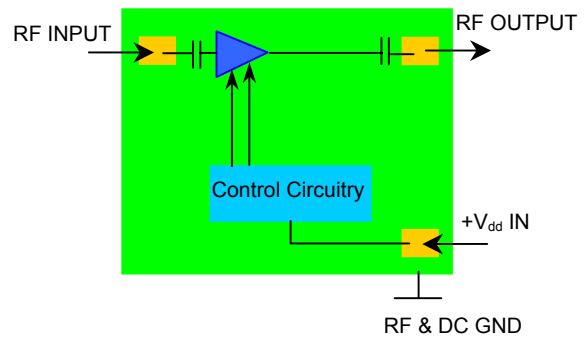 RF INPUT
RF OUTPUT
Control Circuitry
+Vdd IN
RF & DC GND